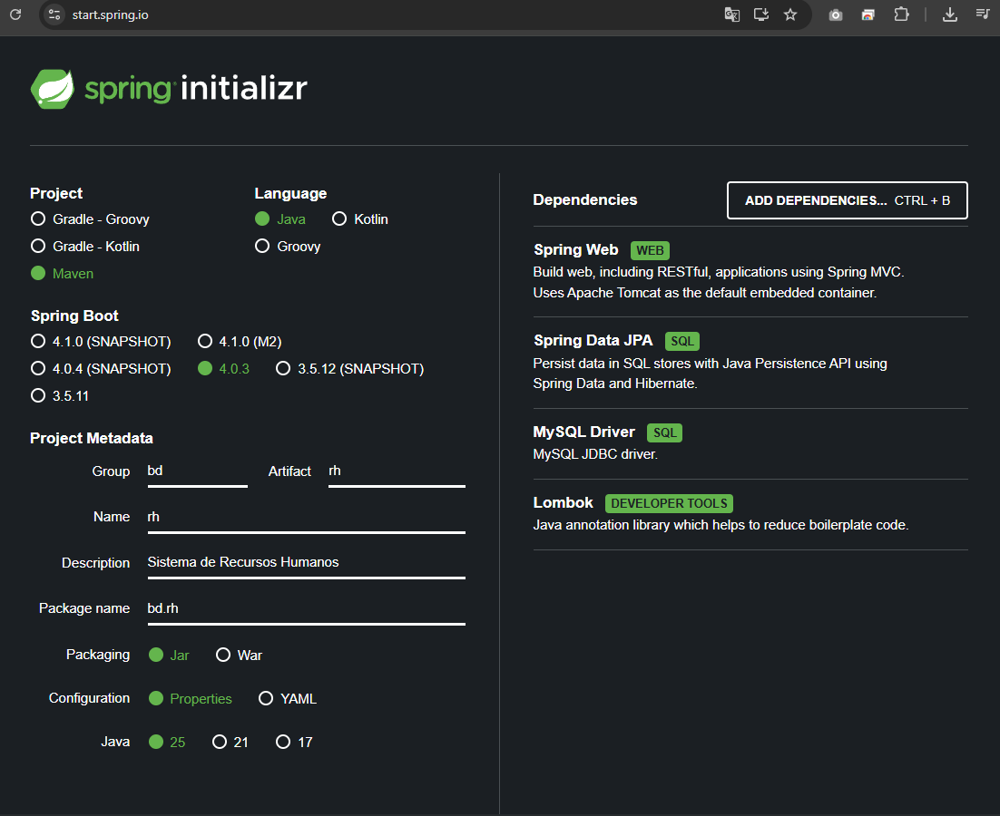 start.spring.io
spring initializr
Project
Gradle - Groovy
Gradle - Kotlin
Maven
Language
Java Kotlin
Groovy
Spring Boot
4.1.0 (SNAPSHOT) 4.1.0 (M2)
4.0.4 (SNAPSHOT) 4.0.3 3.5.12 (SNAPSHOT)
3.5.11
Project Metadata
Group bd Artifact rh
Name rh
Description Sistema de Recursos Humanos
Package name bd.rh
Packaging Jar War
Configuration Properties YAML
Java 25 21 17
Dependencies ADD DEPENDENCIES... CTRL + B
Spring Web WEB
Build web, including RESTful, applications using Spring MVC.
Uses Apache Tomcat as the default embedded container.
Spring Data JPA SQL
Persist data in SQL stores with Java Persistence API using
Spring Data and Hibernate.
MySQL Driver SQL
MySQL JDBC driver.
Lombok DEVELOPER TOOLS
Java annotation library which helps to reduce boilerplate code.